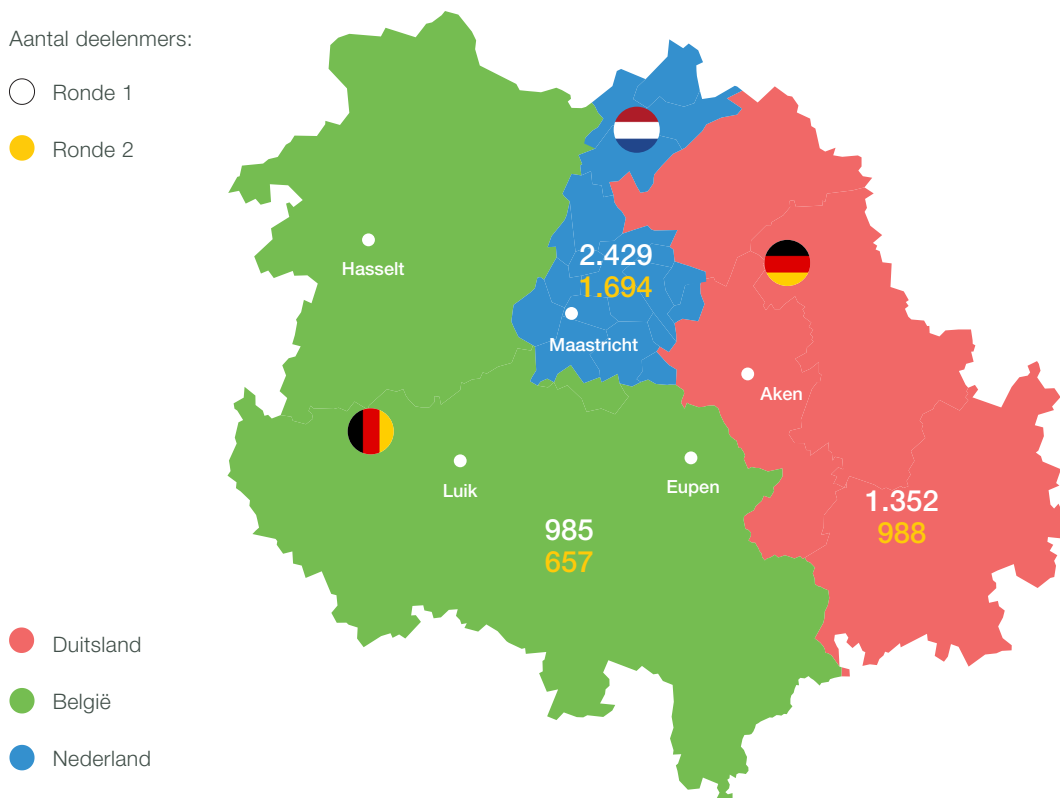 Aantal deelenmers:
Ronde 1
Ronde 2
Hasselt
2.429
1.694
Maastricht
Aken
Luik
Eupen
1.352
988
985
657
Duitsland
België
Nederland